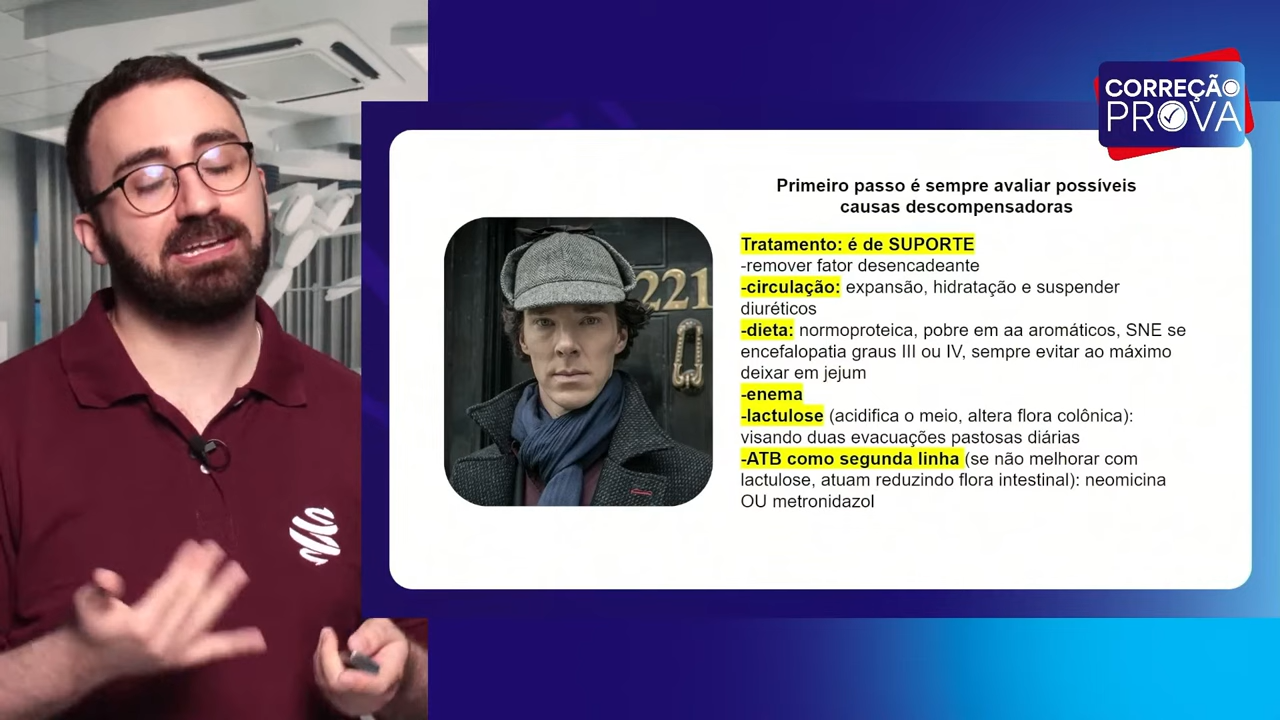 CORREÇÃO
PROVA
Primeiro passo é sempre avaliar possíveis
causas descompensadoras
221
Tratamento: é de SUPORTE
-remover fator desencadeante
-circulação: expansão, hidratação e suspender
diuréticos
-dieta: normoproteica, pobre em aa aromáticos, SNE se
encefalopatia graus III ou IV, sempre evitar ao máximo
deixar em jejum
-enema
-lactulose (acidifica o meio, altera flora colônica):
visando duas evacuações pastosas diárias
-ATB como segunda linha (se não melhorar com
lactulose, atuam reduzindo flora intestinal): neomicina
OU metronidazol